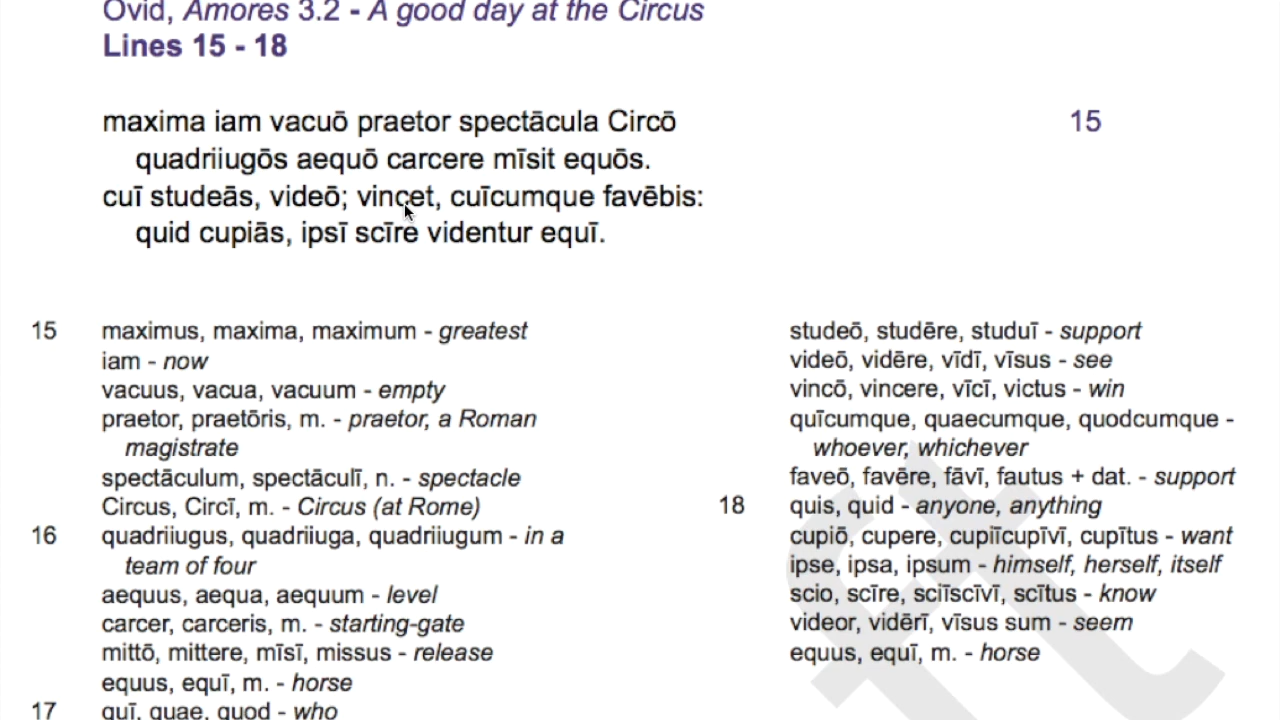 Ovid, Amores 3.2 - A good day at the Circus
Lines 15 - 18
maxima iam vacuō praetor spectācula Circō 15
quadriiugōs aequō carcere mīsit equōs.
cuī studeās, videō; vincet, cuīcumque favēbis:
quid cupiās, ipsī scīre videntur equī.
15 maximus, maxima, maximum - greatest
iam - now
vacuus, vacua, vacuum - empty
praetor, praetōris, m. - praetor, a Roman
magistrate
spectāculum, spectāculī, n. - spectacle
Circus, Circī, m. - Circus (at Rome)
16 quadriiugus, quadriiuga, quadriiugum - in a
team of four
aequus, aequa, aequum - level
carcer, carceris, m. - starting-gate
mittō, mittere, mīsī, missus - release
equus, equī, m. - horse
17 quī, quae, quod - who
studeō, studēre, studuī - support
videō, vidēre, vīdī, vīsus - see
vincō, vincere, vīcī, victus - win
quīcumque, quaecumque, quodcumque -
whoever, whichever
faveō, favēre, fāvī, fautus + dat. - support
18 quis, quid - anyone, anything
cupiō, cupere, cupiīcupīvī, cupītus - want
ipse, ipsa, ipsum - himself, herself, itself
scio, scīre, sciīscīvī, scītus - know
videor, vidērī, vīsus sum - seem
equus, equī, m. - horse